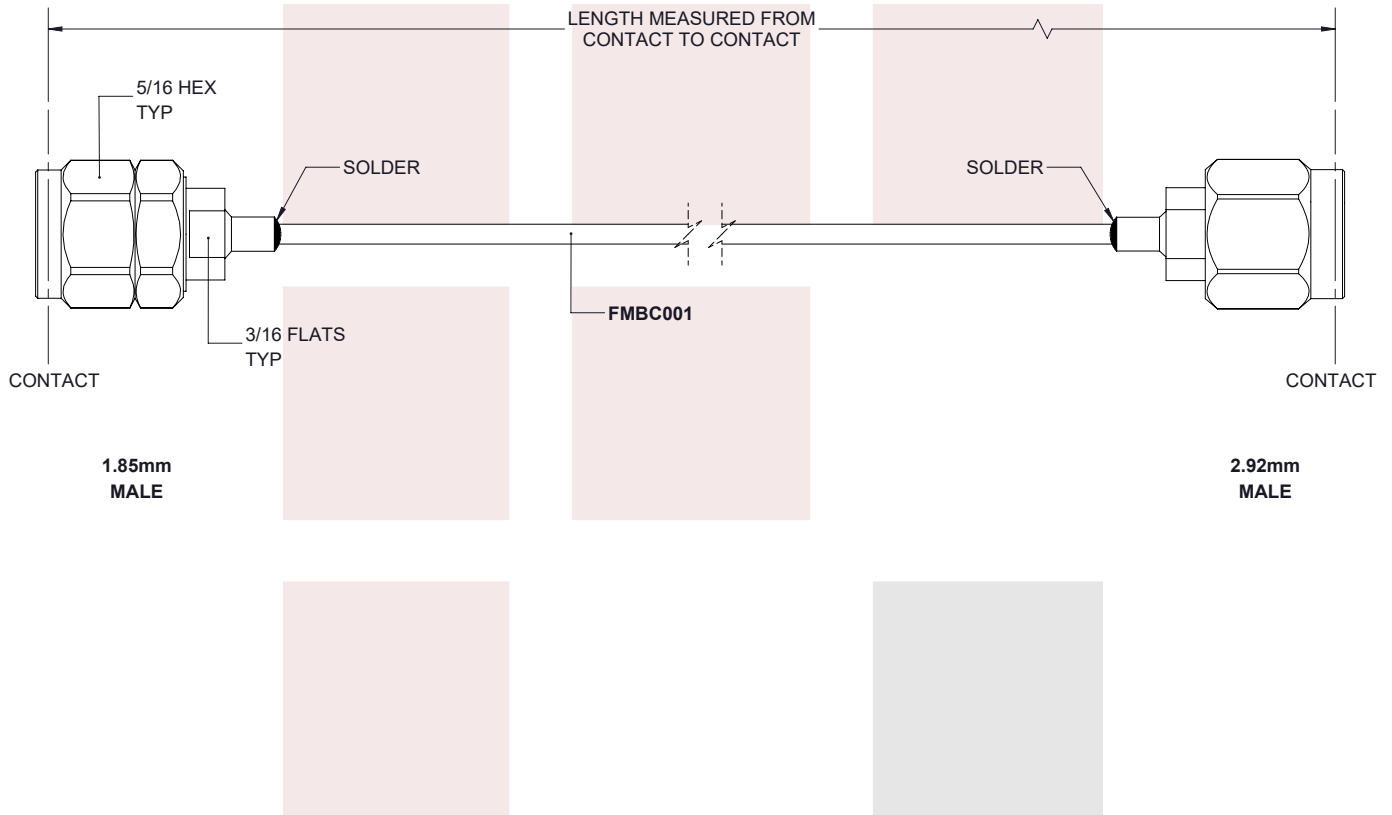 LENGTH MEASURED FROM
CONTACT TO CONTACT
5/16 HEX
TYP
SOLDER
SOLDER
FMBC001
3/16 FLATS
TYP
CONTACT
CONTACT
1.85mm
MALE
2.92mm
MALE